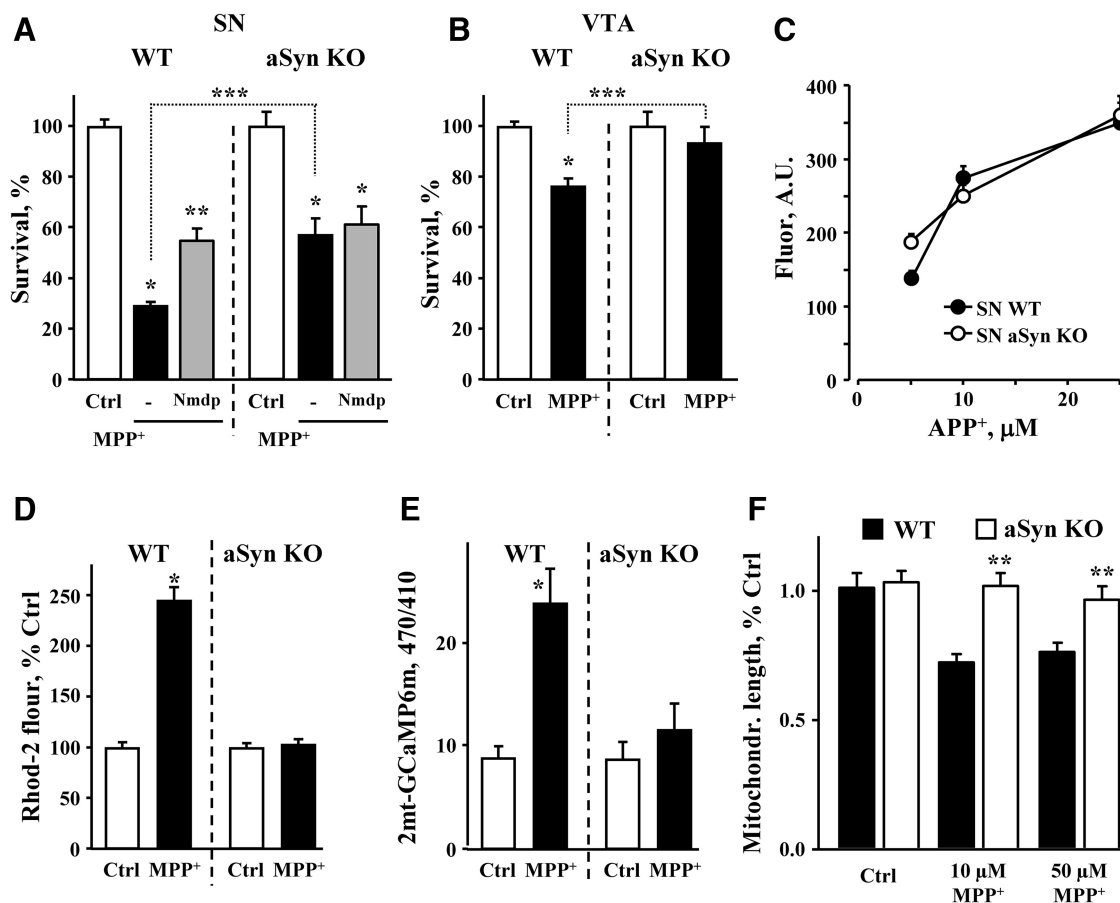 A
SN
WT
aSyn KO
***
*
**
*
*
Survival, %
100
80
60
40
20
0
Ctrl
-
Nmdp
Ctrl
-
Nmdp
MPP+
MPP+
B
VTA
WT
aSyn KO
***
*
Survival, %
100
80
60
40
20
0
Ctrl
MPP+
Ctrl
MPP+
C
Fluor, A.U.
400
300
200
100
0
SN WT
SN aSyn KO
0
10
20
APP+, μM
D
WT
aSyn KO
*
Rhod-2 flour, % Ctrl
250
200
150
100
50
0
Ctrl
MPP+
Ctrl
MPP+
E
WT
aSyn KO
*
2mt-GCaMP6m, 470/410
20
10
0
Ctrl
MPP+
Ctrl
MPP+
F
WT
aSyn KO
**
**
Mitochondr. length, % Ctrl
1.0
0.5
0.0
Ctrl
10 μM
MPP+
50 μM
MPP+